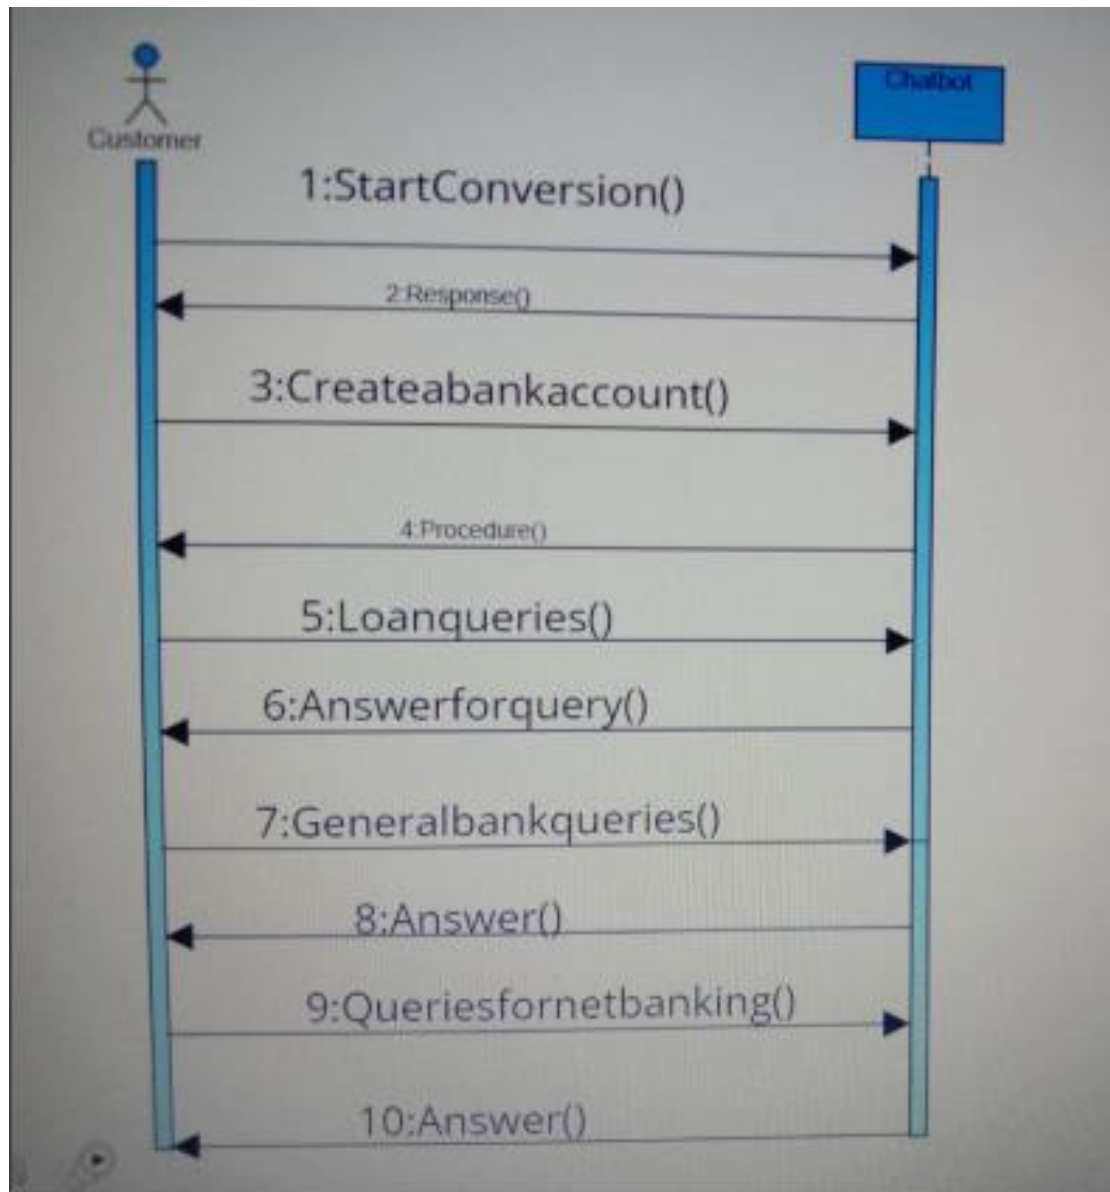 Chatbot
Customer
1:StartConversion()
2:Response()
3:Createabankaccount()
4:Procedure()
5:Loanqueries()
6:Answerforquery()
7:Generalbankqueries()
8:Answer()
9:Queriesfornetbanking()
10:Answer()